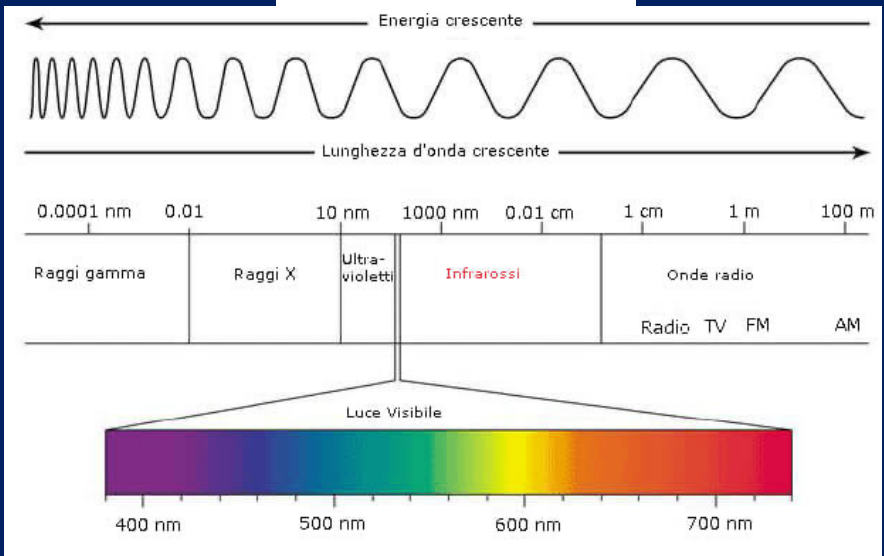 Energia crescente
Lunghezza d'onda crescente
0.0001 nm 0.01 10 nm 1000 nm 0.01 cm 1 cm 1 m 100 m
Raggi gamma Raggi X Ultra-
violetti Infrarossi Onde radio
Radio TV FM AM
Luce Visibile
400 nm 500 nm 600 nm 700 nm